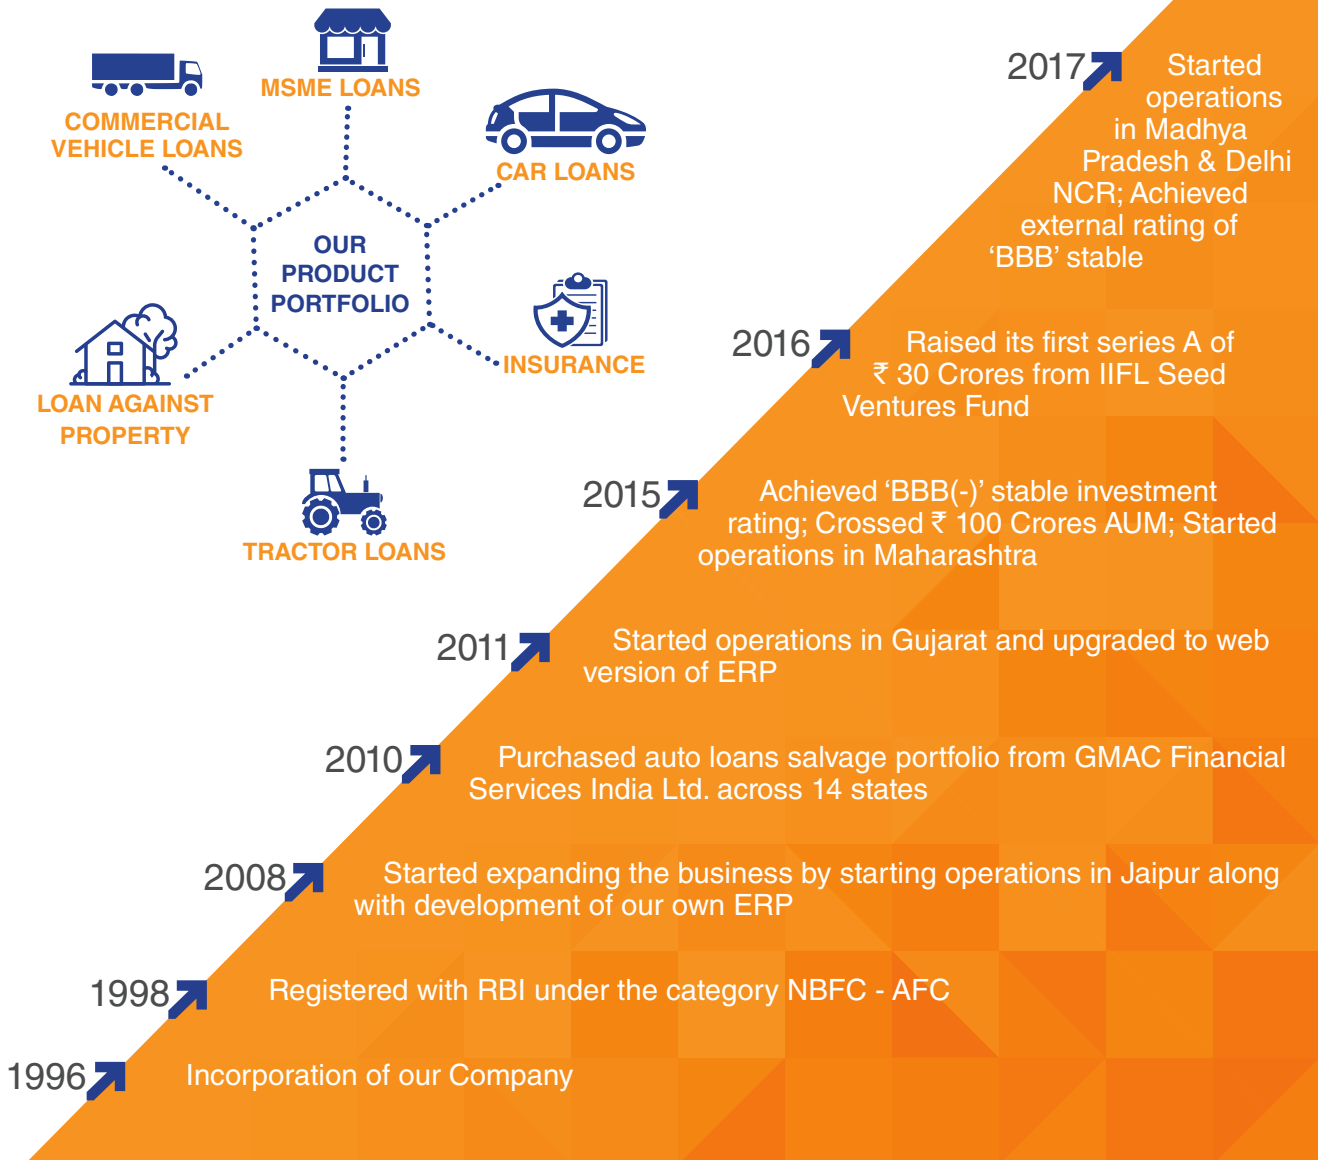 MSME LOANS
COMMERCIAL
VEHICLE LOANS
CAR LOANS
OUR
PRODUCT
PORTFOLIO
INSURANCE
LOAN AGAINST
PROPERTY
TRACTOR LOANS
2017
Started
operations
in Madhya
Pradesh & Delhi
NCR; Achieved
external rating of
‘BBB’ stable
2016
Raised its first series A of
₹ 30 Crores from IIFL Seed
Ventures Fund
2015
Achieved ‘BBB(-)’ stable investment
rating; Crossed ₹ 100 Crores AUM; Started
operations in Maharashtra
2011
Started operations in Gujarat and upgraded to web
version of ERP
2010
Purchased auto loans salvage portfolio from GMAC Financial
Services India Ltd. across 14 states
2008
Started expanding the business by starting operations in Jaipur along
with development of our own ERP
1998
Registered with RBI under the category NBFC - AFC
1996
Incorporation of our Company